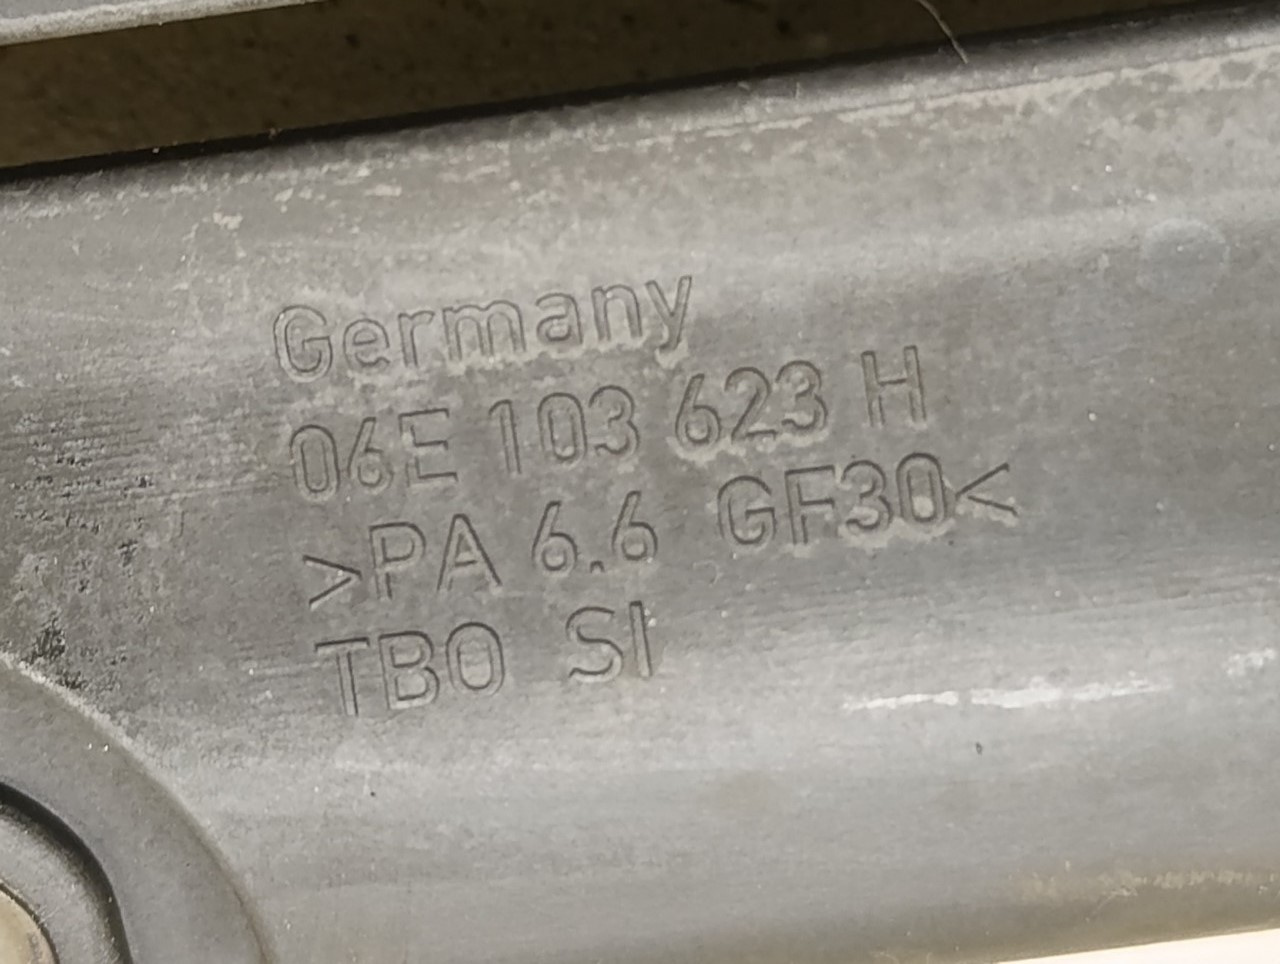 Germany
06E 103 623 H
>PA 6.6 GF30<
TBO SI